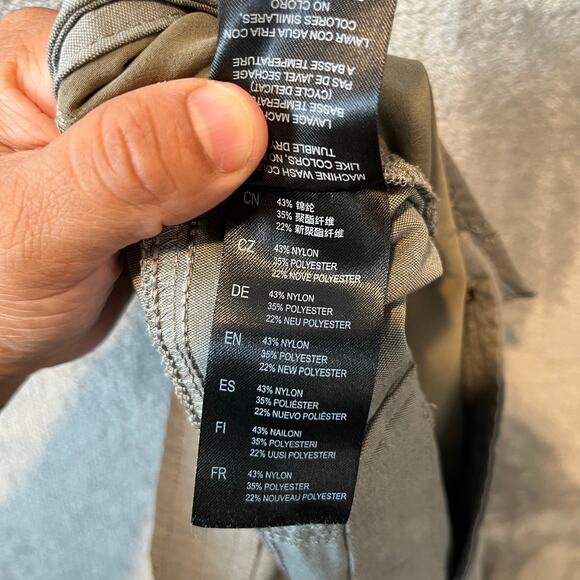 MACHINE WASH
LIKE COLORS, NO
TUMBLE DRY
LAVAGE
BASSE
(CYCLE DELICAT)
PAS DE JAVEL SECHAGE
A BASSE TEMPERATURE
LAVAR CON AGUA FRIA CON
COLORES SIMILARES,
NO CLORO
CN 43% 锦纶
35% 聚酯纤维
22% 新聚酯纤维
CZ 43% NYLON
35% POLYESTER
22% NOVÉ POLYESTER
DE 43% NYLON
35% POLYESTER
22% NEU POLYESTER
EN 43% NYLON
35% POLYESTER
22% NEW POLYESTER
ES 43% NYLON
35% POLIÉSTER
22% NUEVO POLIÉSTER
FI 43% NAILONI
35% POLYESTERI
22% UUSI POLYESTERI
FR 43% NYLON
35% POLYESTER
22% NOUVEAU POLYESTER